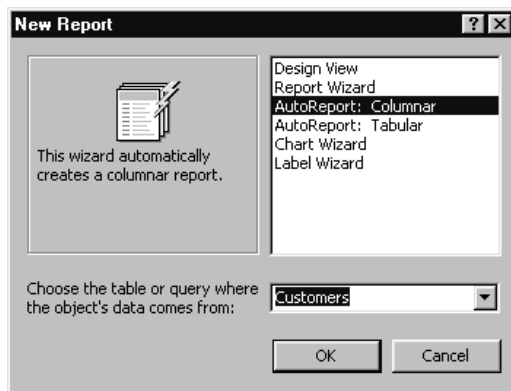 New Report
This wizard automatically
creates a columnar report.
Design View
Report Wizard
AutoReport: Columnar
AutoReport: Tabular
Chart Wizard
Label Wizard
Choose the table or query where
the object's data comes from:
Customers
OK
Cancel